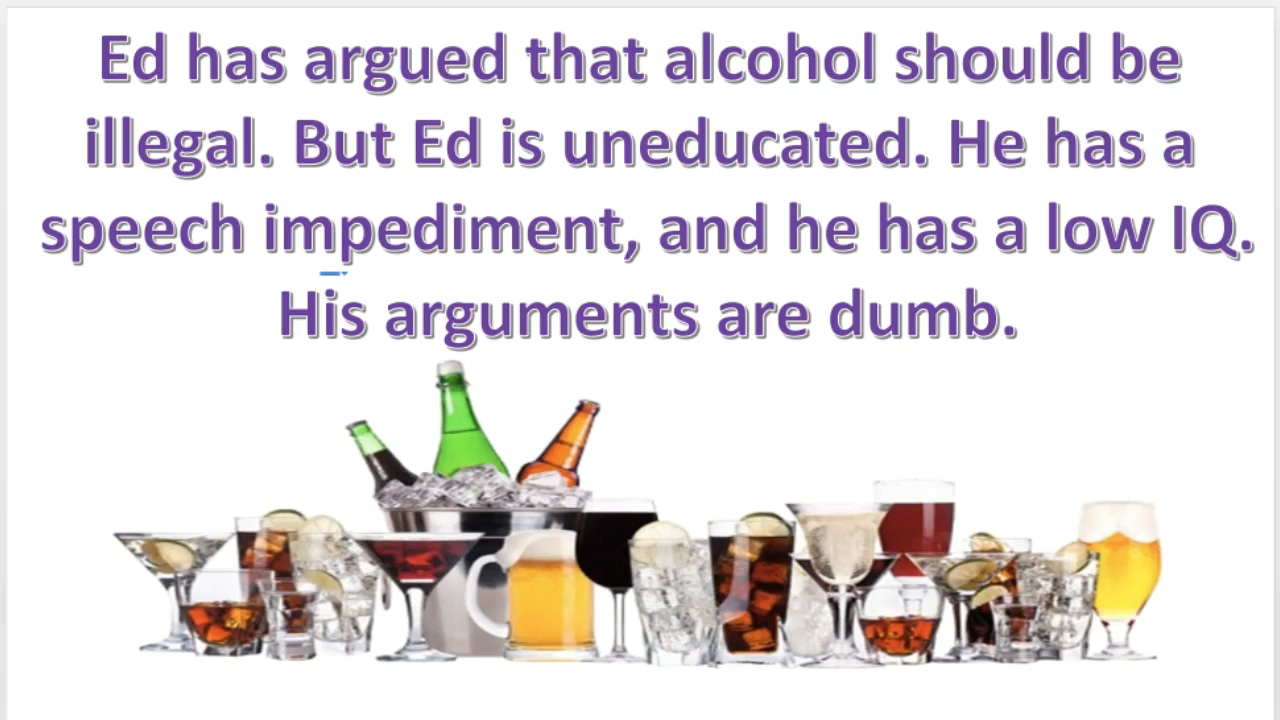 Ed has argued that alcohol should be
illegal. But Ed is uneducated. He has a
speech impediment, and he has a low IQ.
His arguments are dumb.